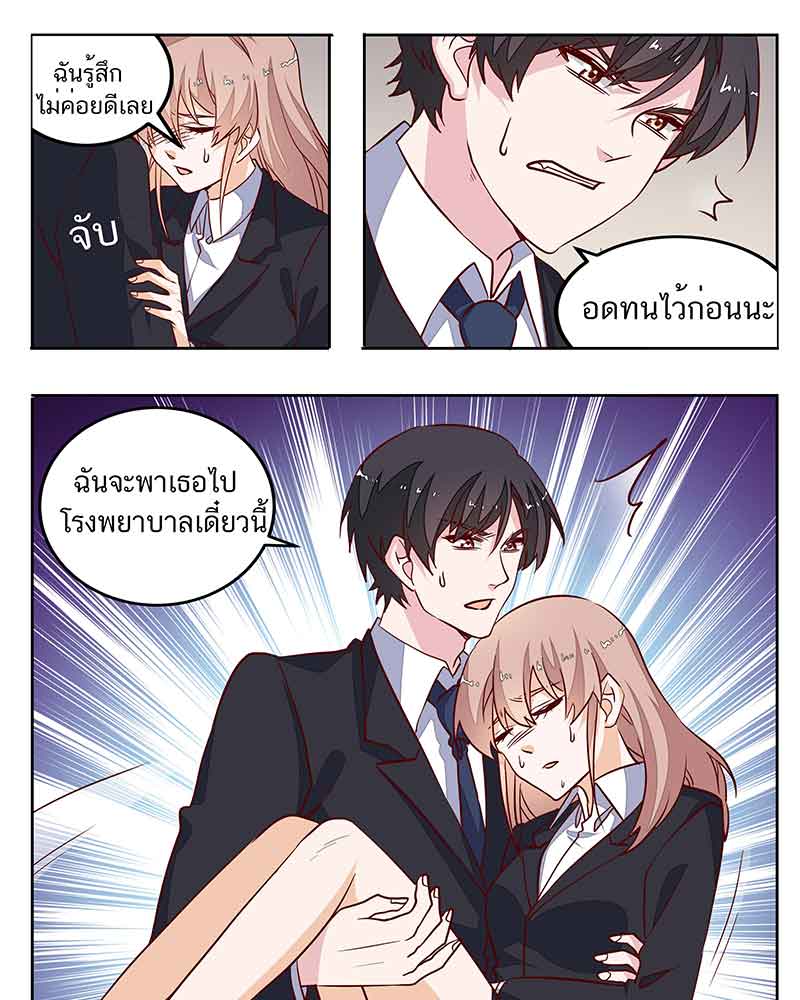 ฉันรู้สึก
ไม่ค่อยดีเลย
จับ
อดทนไว้ก่อนนะ
ฉันจะพาเธอไป
โรงพยาบาลเดี๋ยวนี้